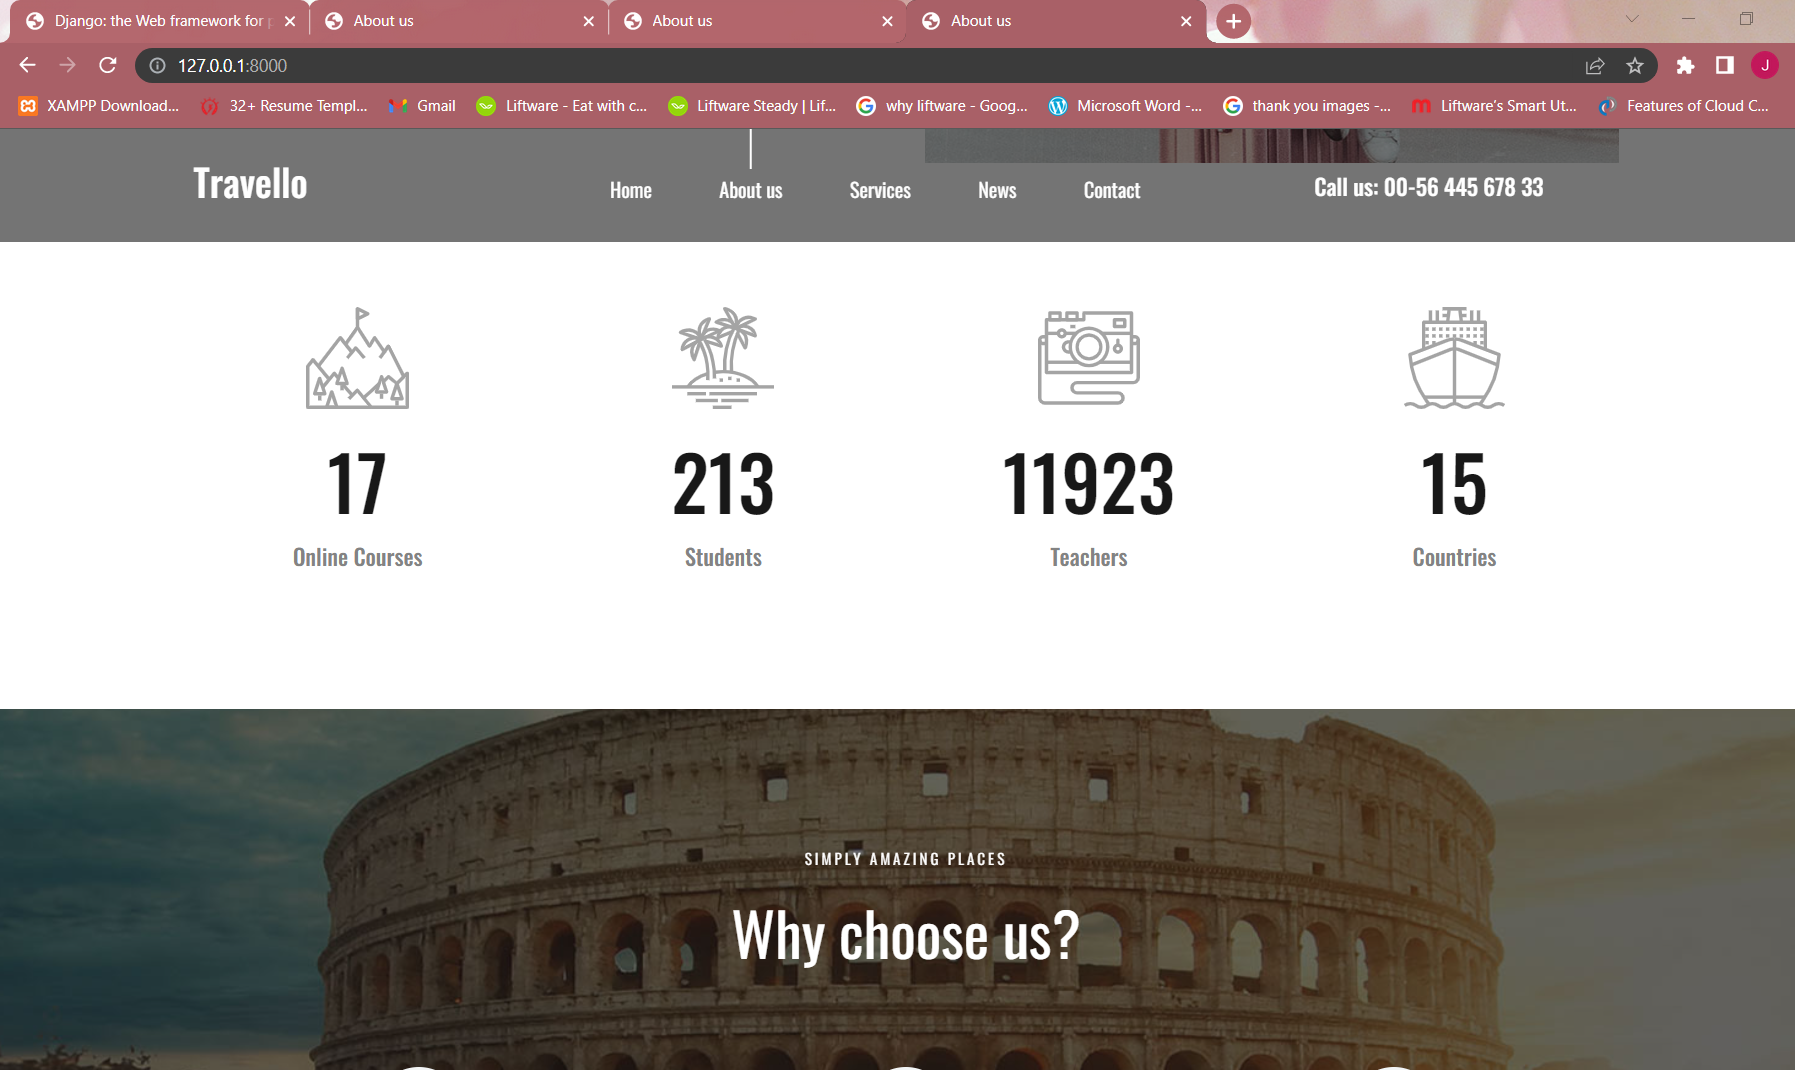 Django: the Web framework for
About us
About us
About us
127.0.0.1:8000
J
XAMPP Download...
32+ Resume Templ...
Gmail
Liftware - Eat with c...
Liftware Steady | Lif...
why liftware - Goog...
Microsoft Word -...
thank you images -...
Liftware's Smart Ut...
Features of Cloud C...
Travello
Home
About us
Services
News
Contact
Call us: 00-56 445 678 33
17
213
11923
15
Online Courses
Students
Teachers
Countries
SIMPLY AMAZING PLACES
Why choose us?